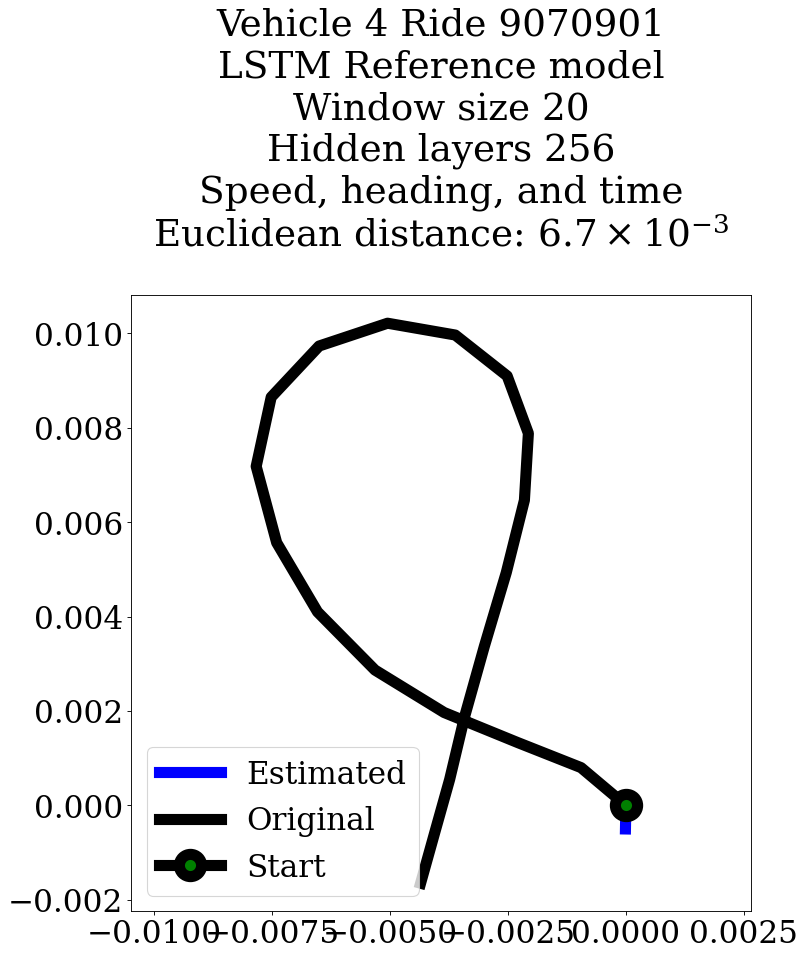 Vehicle 4 Ride 9070901
LSTM Reference model
Window size 20
Hidden layers 256
Speed, heading, and time
Euclidean distance: 6.7 × 10⁻³
0.010
0.008
0.006
0.004
0.002
0.000
−0.002
Estimated
Original
Start
−0.0100 −0.0075 −0.0050 −0.0025 0.0000 0.0025